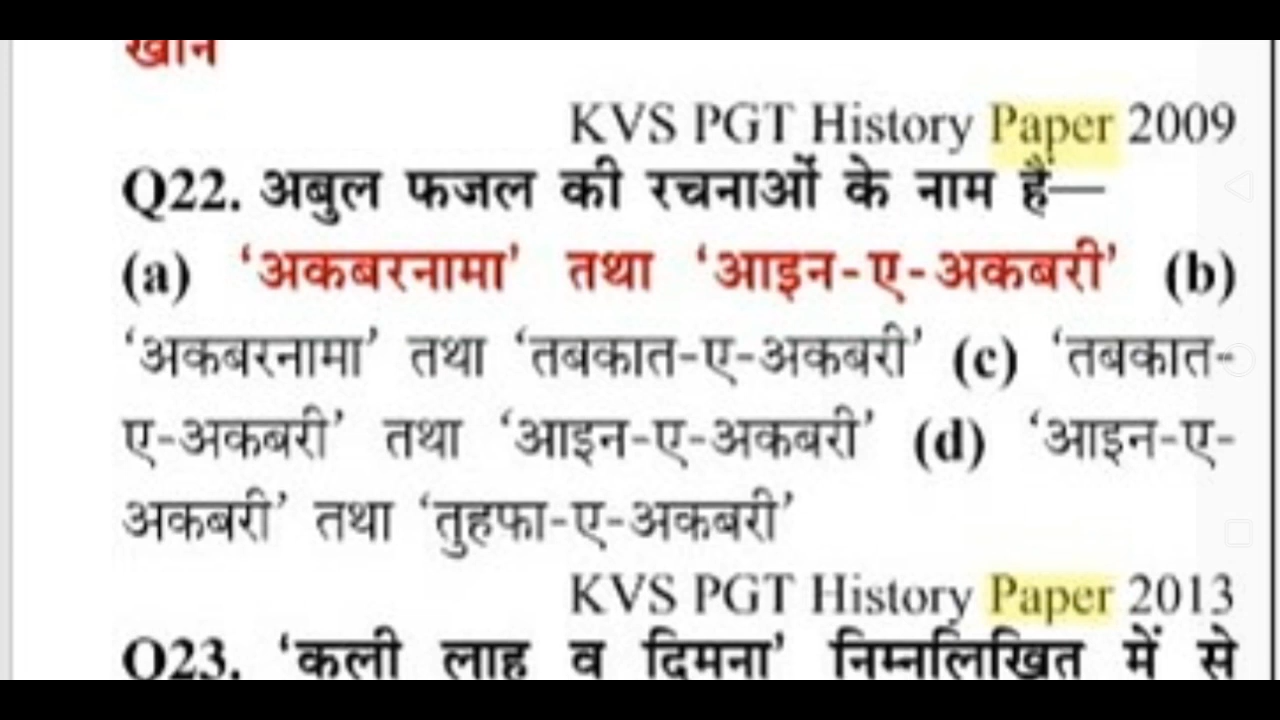 खान
KVS PGT History Paper 2009
Q22. अबुल फजल की रचनाओं के नाम हैं—
(a) ‘अकबरनामा’ तथा ‘आइन-ए-अकबरी’ (b)
‘अकबरनामा’ तथा ‘तबकात-ए-अकबरी’ (c) ‘तबकात-
ए-अकबरी’ तथा ‘आइन-ए-अकबरी’ (d) ‘आइन-ए-
अकबरी’ तथा ‘तुहफा-ए-अकबरी’
KVS PGT History Paper 2013
Q23. ‘कली लाह व दिमना’ निम्नलिखित में से